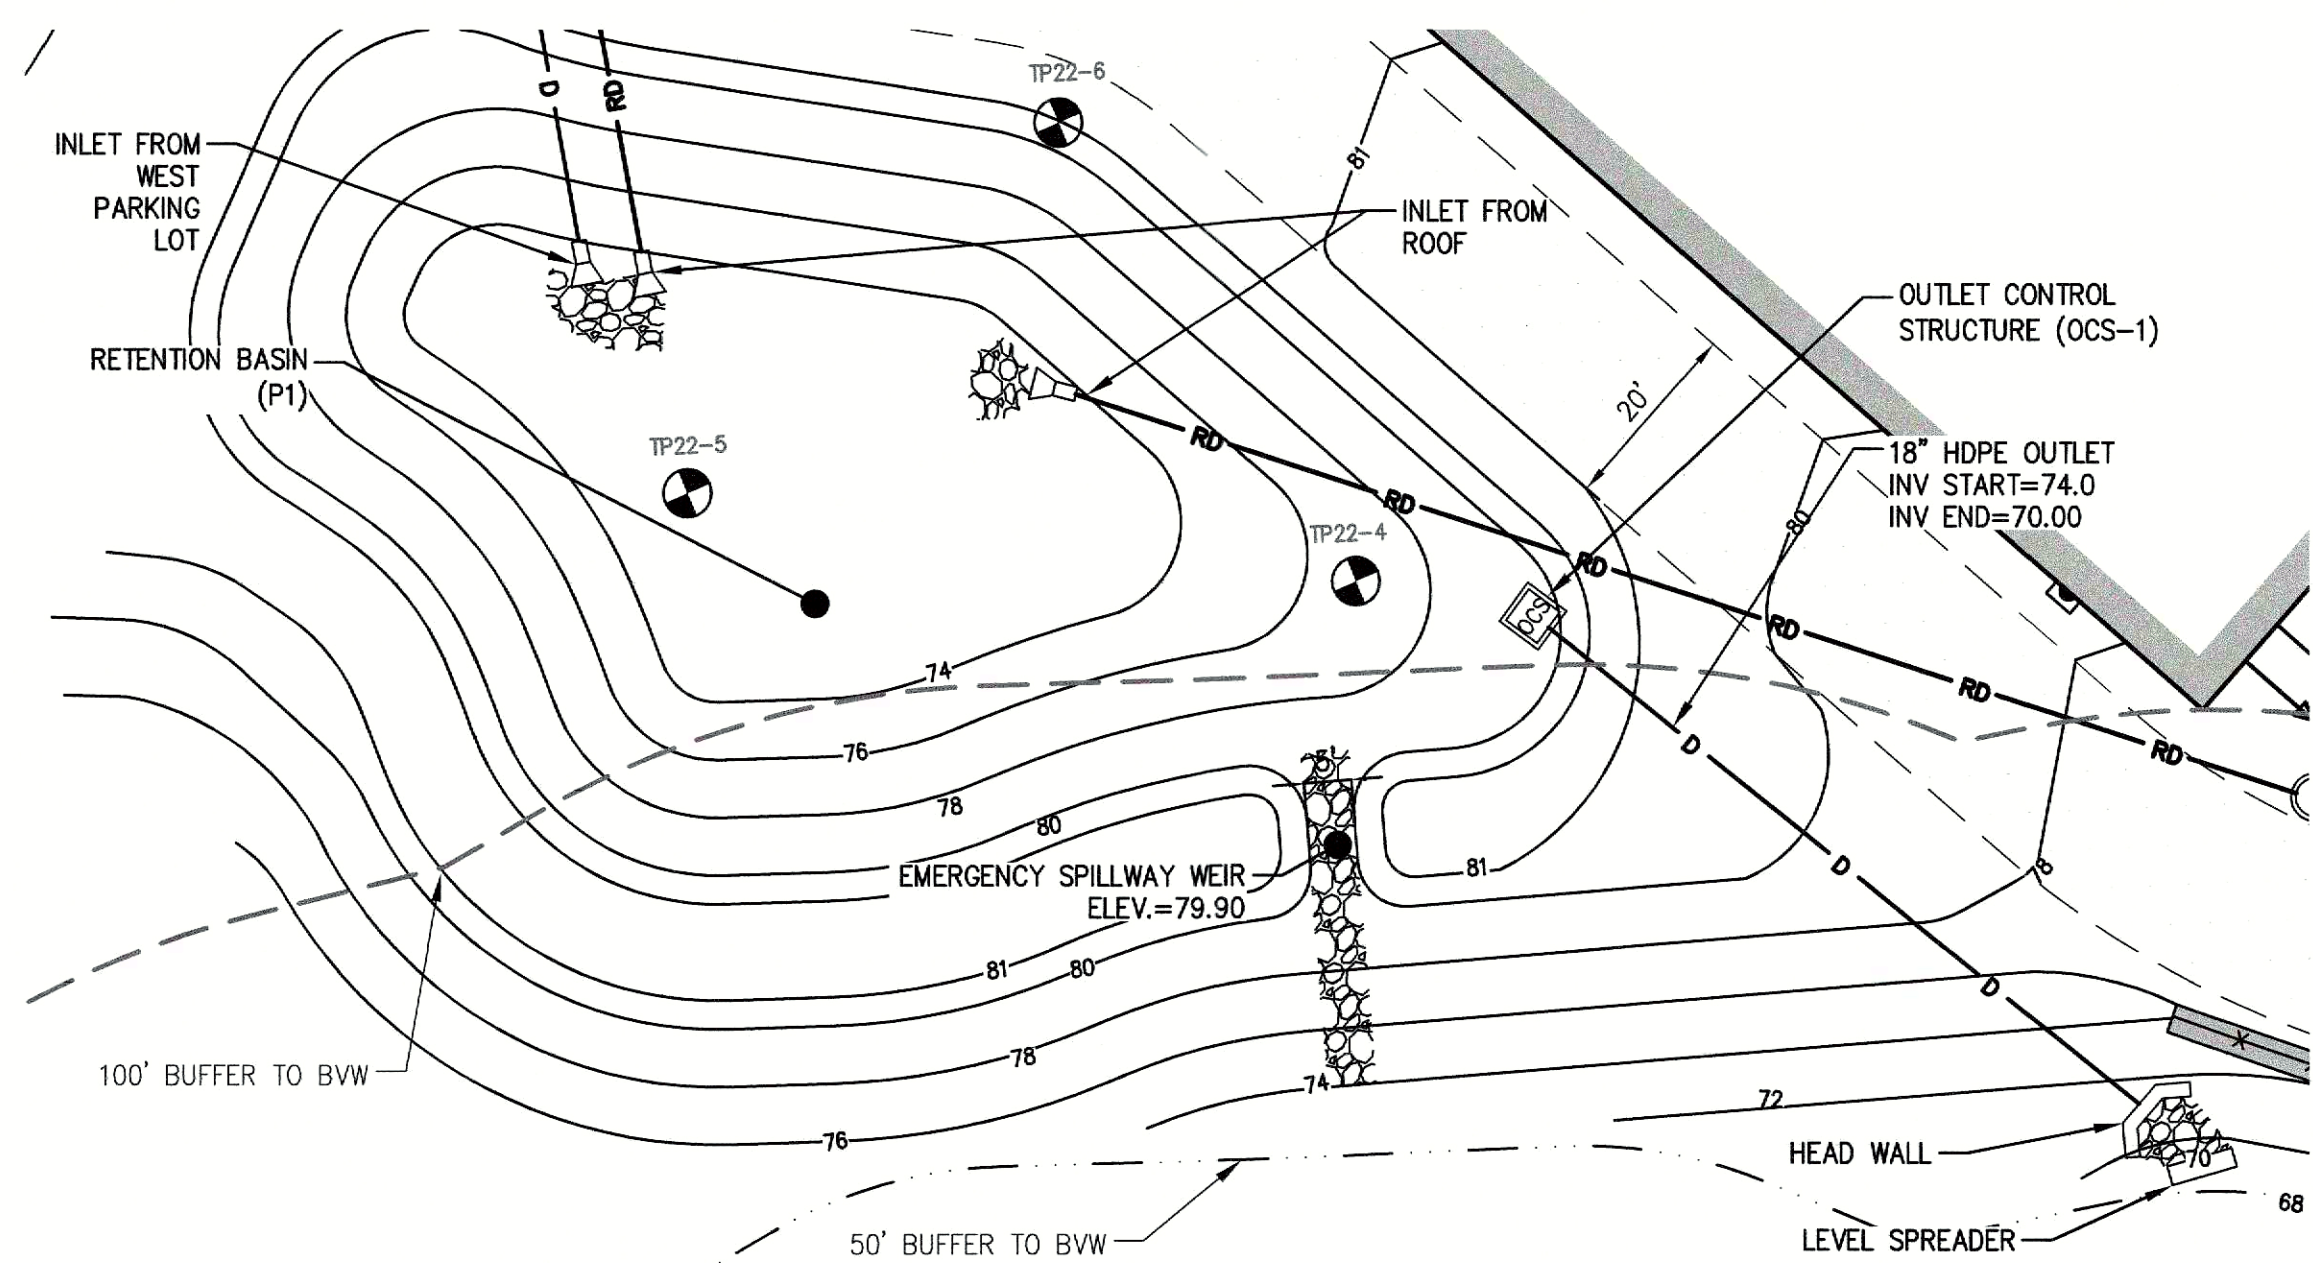 TP22-6
D
RD
INLET FROM
WEST
PARKING
LOT
81
INLET FROM
ROOF
OUTLET CONTROL
STRUCTURE (OCS-1)
RETENTION BASIN
(P1)
20'
TP22-5
RD
18" HDPE OUTLET
INV START=74.0
INV END=70.00
RD
80
TP22-4
RD
OCS
RD
74
RD
D
76
RD
78
80
EMERGENCY SPILLWAY WEIR
ELEV.=79.90
81
D
8
81
80
D
78
100' BUFFER TO BVW
74
72
76
HEAD WALL
70
50' BUFFER TO BVW
LEVEL SPREADER
68